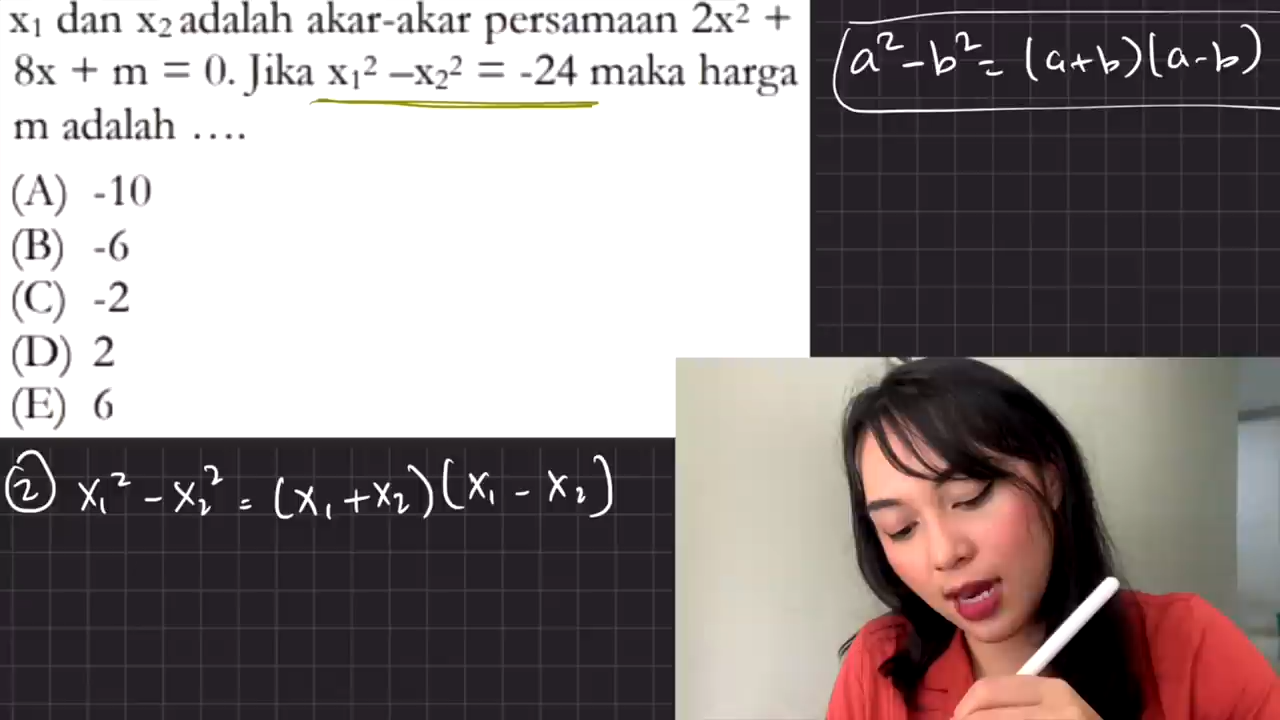 x₁ dan x₂ adalah akar-akar persamaan 2x² +
8x + m = 0. Jika x₁² –x₂² = -24 maka harga
m adalah ....
(A) -10
(B) -6
(C) -2
(D) 2
(E) 6
a² - b² = (a+b)(a-b)
② x₁² - x₂² = (x₁ + x₂)(x₁ - x₂)